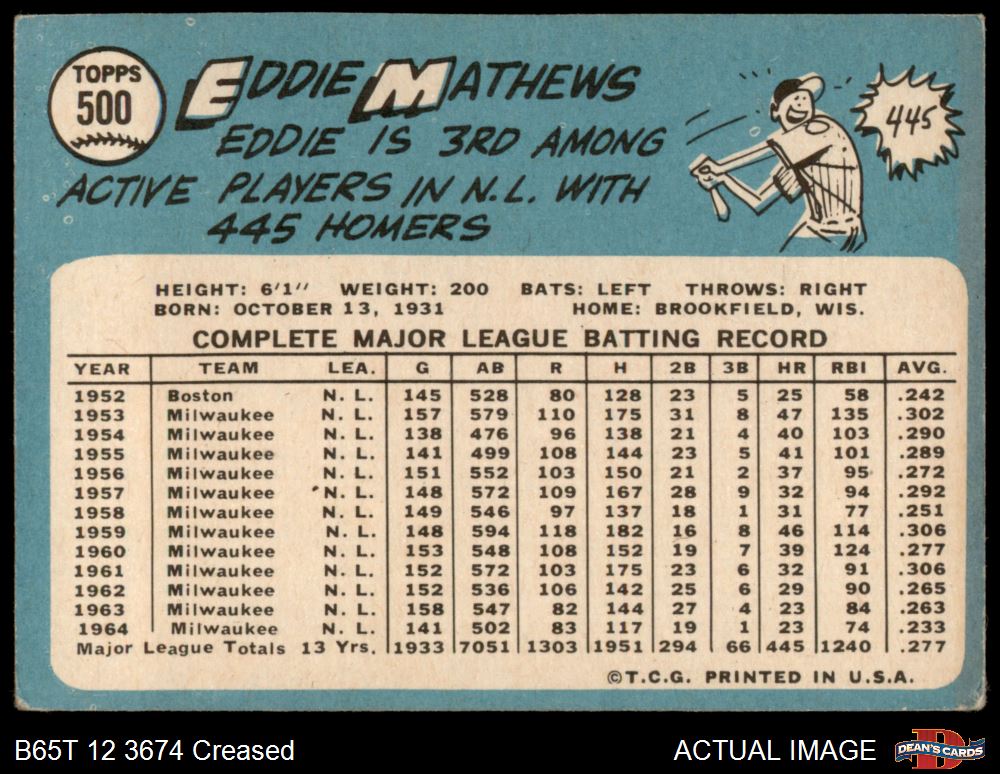 TOPPS
500
EDDIE MATHEWS
EDDIE IS 3RD AMONG
ACTIVE PLAYERS IN N.L. WITH
445 HOMERS
445
HEIGHT: 6'1" WEIGHT: 200 BATS: LEFT THROWS: RIGHT
BORN: OCTOBER 13, 1931 HOME: BROOKFIELD, WIS.
COMPLETE MAJOR LEAGUE BATTING RECORD
YEAR TEAM LEA. G AB R H 2B 3B HR RBI AVG.
1952 Boston N. L. 145 528 80 128 23 5 25 58 .242
1953 Milwaukee N. L. 157 579 110 175 31 8 47 135 .302
1954 Milwaukee N. L. 138 476 96 138 21 4 40 103 .290
1955 Milwaukee N. L. 141 499 108 144 23 5 41 101 .289
1956 Milwaukee N. L. 151 552 103 150 21 2 37 95 .272
1957 Milwaukee N. L. 148 572 109 167 28 9 32 94 .292
1958 Milwaukee N. L. 149 546 97 137 18 1 31 77 .251
1959 Milwaukee N. L. 148 594 118 182 16 8 46 114 .306
1960 Milwaukee N. L. 153 548 108 152 19 7 39 124 .277
1961 Milwaukee N. L. 152 572 103 175 23 6 32 91 .306
1962 Milwaukee N. L. 152 536 106 142 25 6 29 90 .265
1963 Milwaukee N. L. 158 547 82 144 27 4 23 84 .263
1964 Milwaukee N. L. 141 502 83 117 19 1 23 74 .233
Major League Totals 13 Yrs. 1933 7051 1303 1951 294 66 445 1240 .277
©T.C.G. PRINTED IN U.S.A.
B65T 12 3674 Creased
ACTUAL IMAGE
D
DEAN'S CARDS